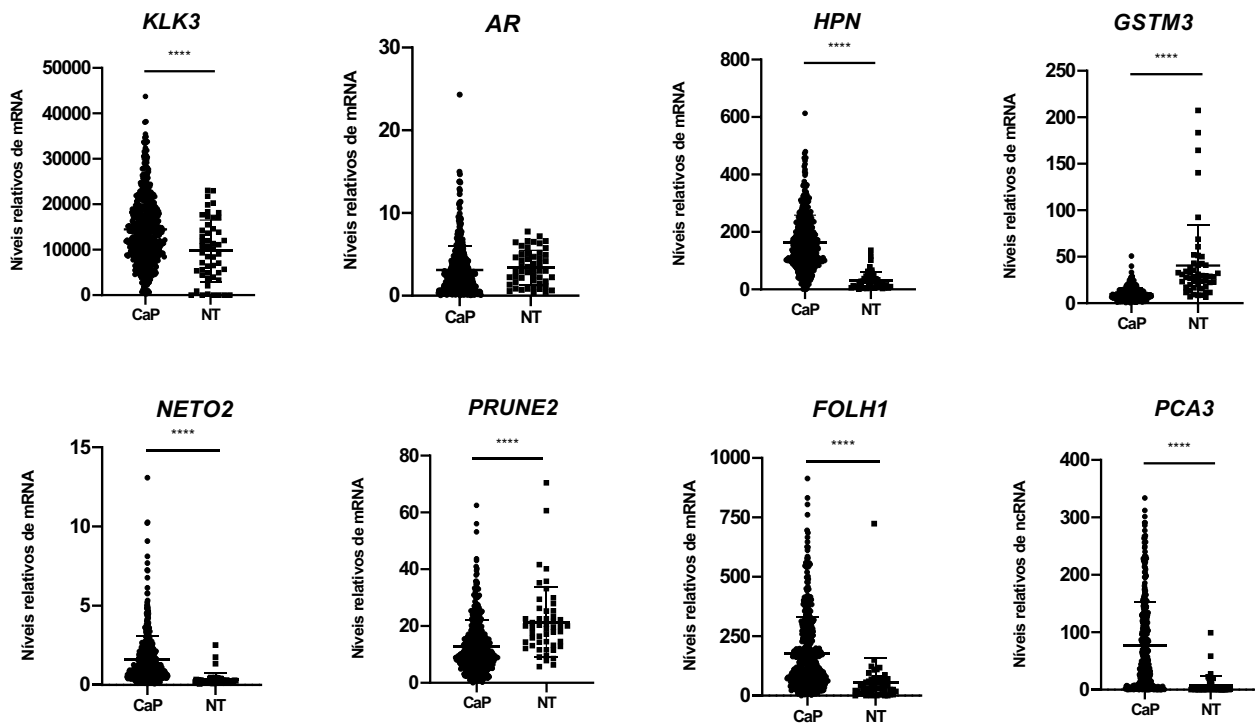 KLK3
****
Níveis relativos de mRNA
50000
40000
30000
20000
10000
0
CaP
NT
AR
Níveis relativos de mRNA
30
20
10
0
CaP
NT
HPN
****
Níveis relativos de mRNA
800
600
400
200
0
CaP
NT
GSTM3
****
Níveis relativos de mRNA
250
200
150
100
50
0
CaP
NT
NETO2
****
Níveis relativos de mRNA
15
10
5
0
CaP
NT
PRUNE2
****
Níveis relativos de mRNA
80
60
40
20
0
CaP
NT
FOLH1
****
Níveis relativos de mRNA
1000
750
500
250
0
CaP
NT
PCA3
****
Níveis relativos de ncRNA
400
300
200
100
0
CaP
NT